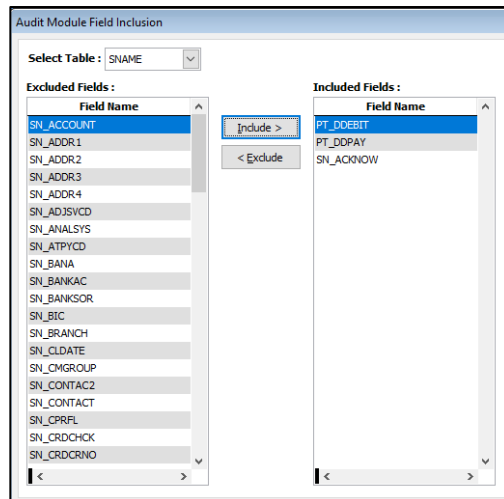 Audit Module Field Inclusion
Select Table : SNAME
Excluded Fields :
Field Name
SN_ACCOUNT
SN_ADDR1
SN_ADDR2
SN_ADDR3
SN_ADDR4
SN_ADJSVCD
SN_ANALSYS
SN_ATPYCD
SN_BANA
SN_BANKAC
SN_BANKSOR
SN_BIC
SN_BRANCH
SN_CLDATE
SN_CMGROUP
SN_CONTAC2
SN_CONTACT
SN_CPRFL
SN_CRDCHCK
SN_CRDCRNO
Include >
< Exclude
Included Fields :
Field Name
PT_DDEBIT
PT_DDPAY
SN_ACKNOW